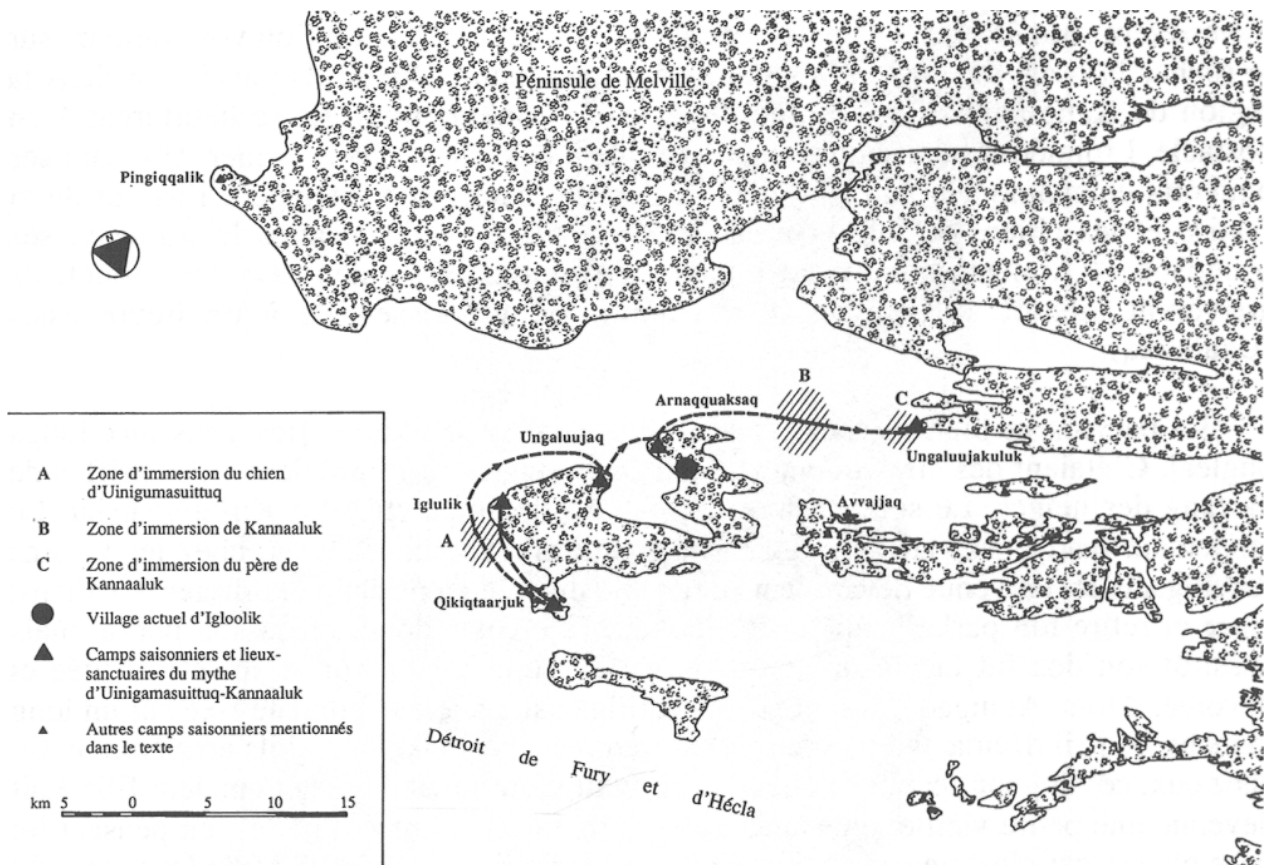 Péninsule de Melville
Pingiqqalik
N
B
Arnaqquaksaq
C
Ungaluujaq
Ungaluujakuluk
Iglulik
Avvajjaq
A
Qikiqtaarjuk
Détroit de Fury et d'Hécla
A Zone d'immersion du chien
d'Uinigumasuittuq
B Zone d'immersion de Kannaaluk
C Zone d'immersion du père de
Kannaaluk
Village actuel d'Igloolik
Camps saisonniers et lieux-
sanctuaires du mythe
d'Uinigamasuittuq-Kannaaluk
Autres camps saisonniers mentionnés
dans le texte
km 5 0 5 10 15